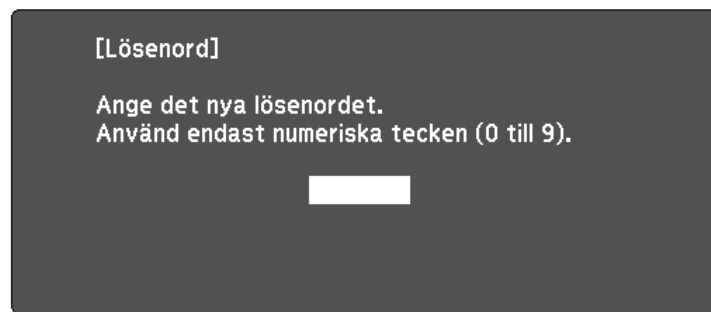 [Lösenord]
Ange det nya lösenordet.
Använd endast numeriska tecken (0 till 9).